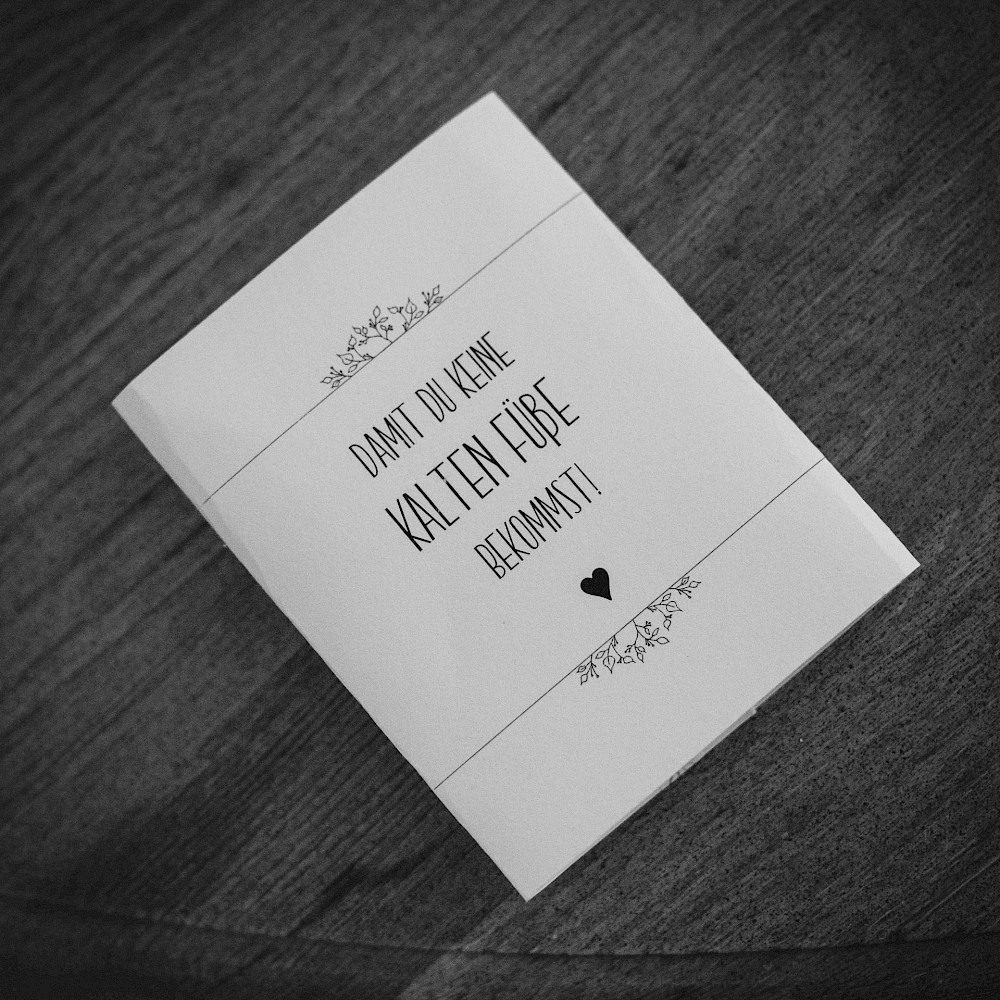 DAMIT DU KEINE
KALTEN FÜßE
BEKOMMST!